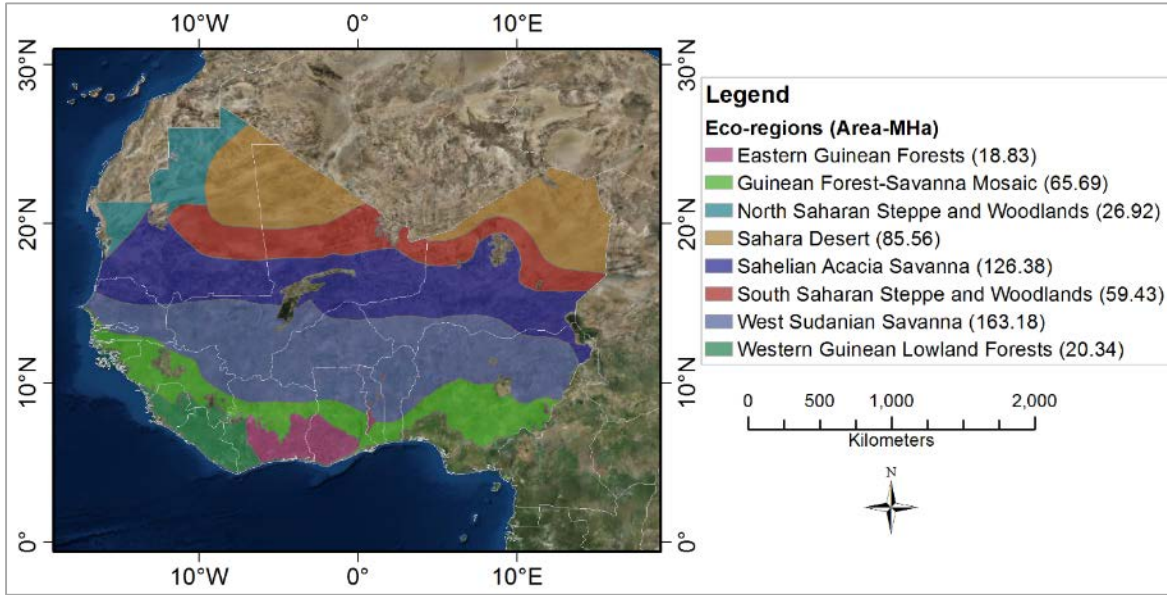 10°W 0° 10°E
30°N 30°N
20°N 20°N
10°N 10°N
0° 0°
10°W 0° 10°E
Legend
Eco-regions (Area-MHa)
Eastern Guinean Forests (18.83)
Guinean Forest-Savanna Mosaic (65.69)
North Saharan Steppe and Woodlands (26.92)
Sahara Desert (85.56)
Sahelian Acacia Savanna (126.38)
South Saharan Steppe and Woodlands (59.43)
West Sudanian Savanna (163.18)
Western Guinean Lowland Forests (20.34)
0 500 1,000 2,000
Kilometers
N